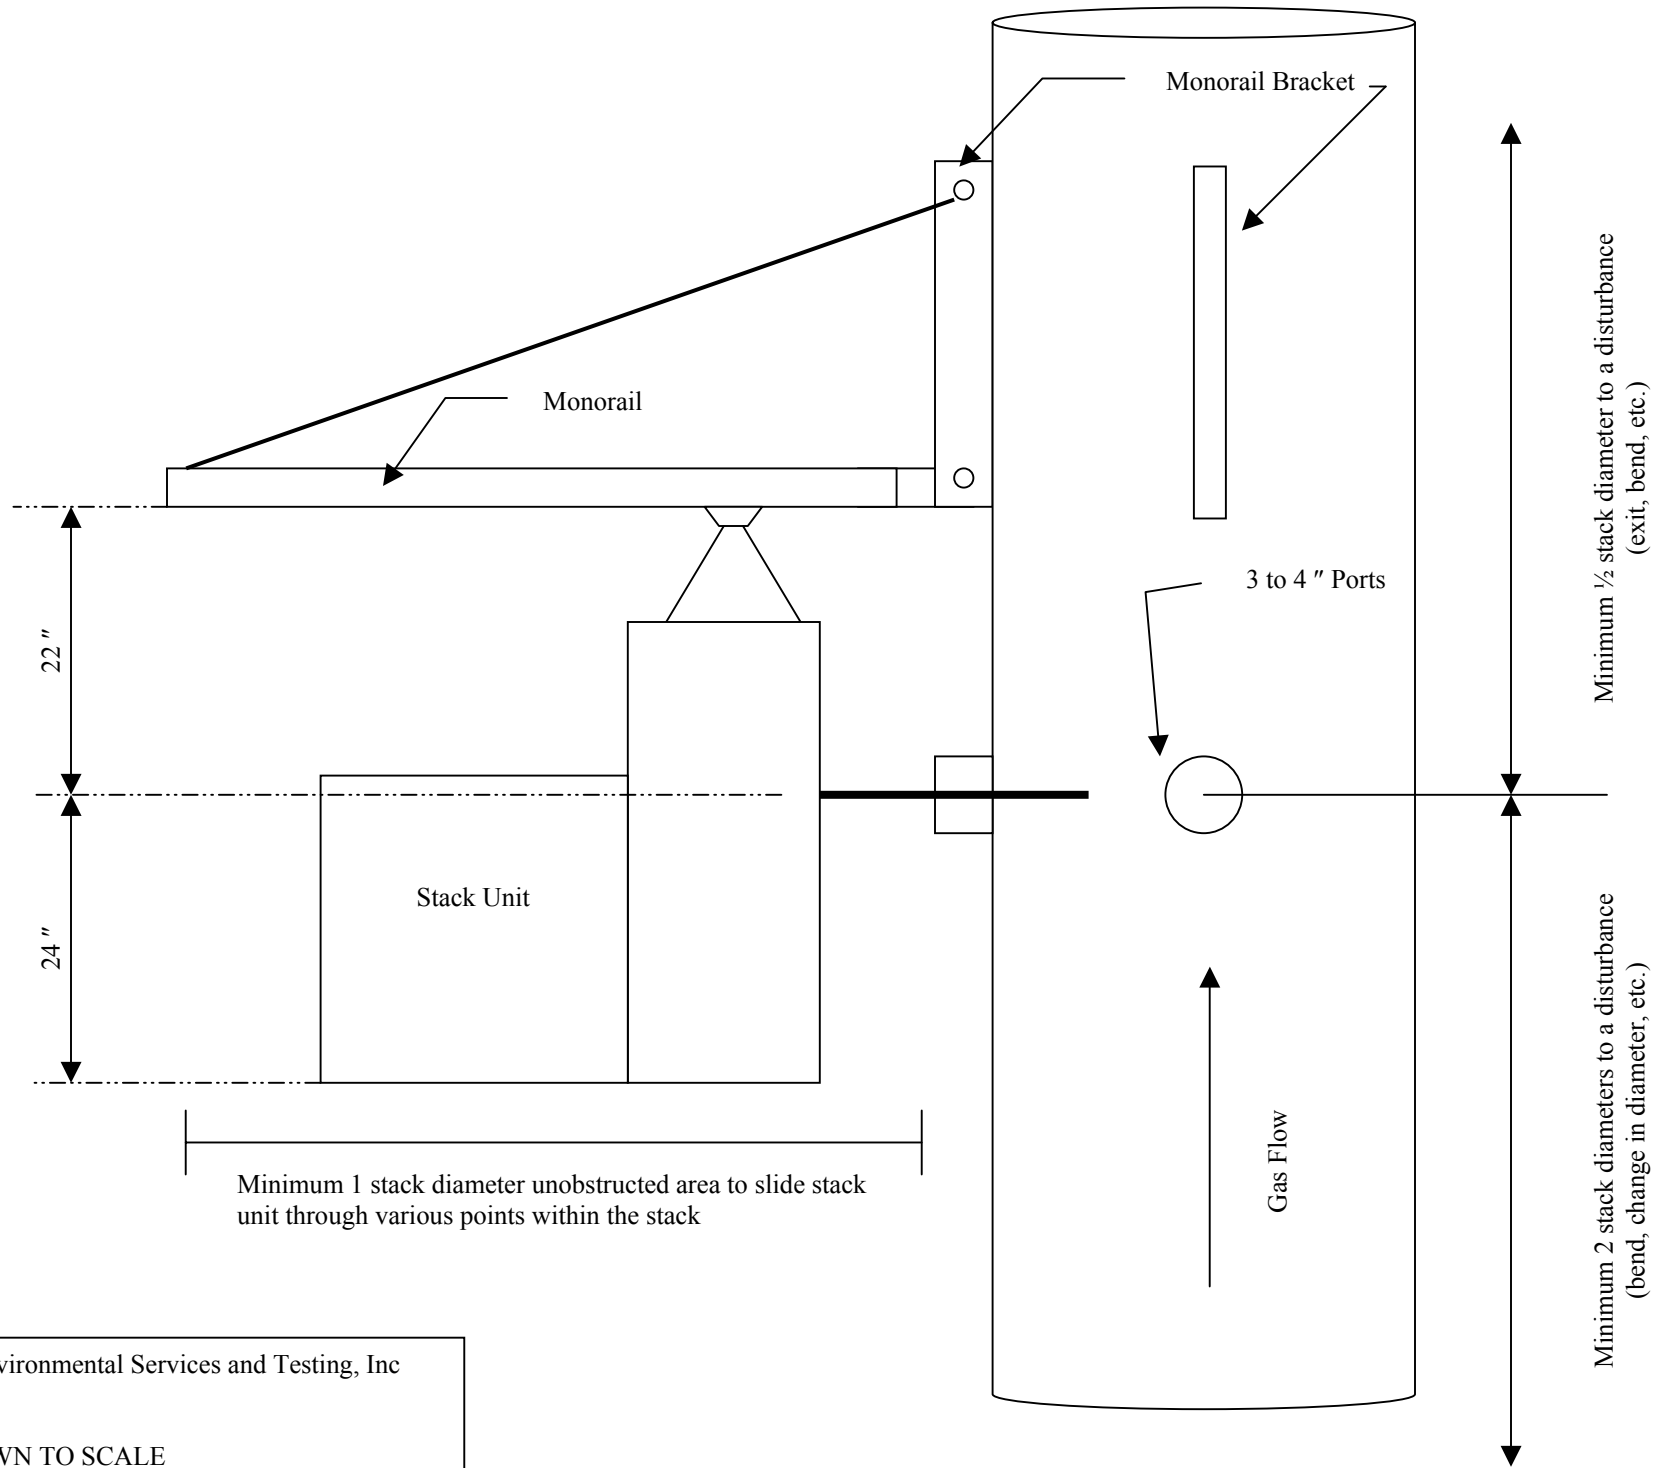 Monorail Bracket
Monorail
3 to 4 ″ Ports
22 ″
24 ″
Stack Unit
Minimum ½ stack diameter to a disturbance
(exit, bend, etc.)
Minimum 2 stack diameters to a disturbance
(bend, change in diameter, etc.)
Gas Flow
Minimum 1 stack diameter unobstructed area to slide stack
unit through various points within the stack
Services and Testing, Inc
TO SCALE